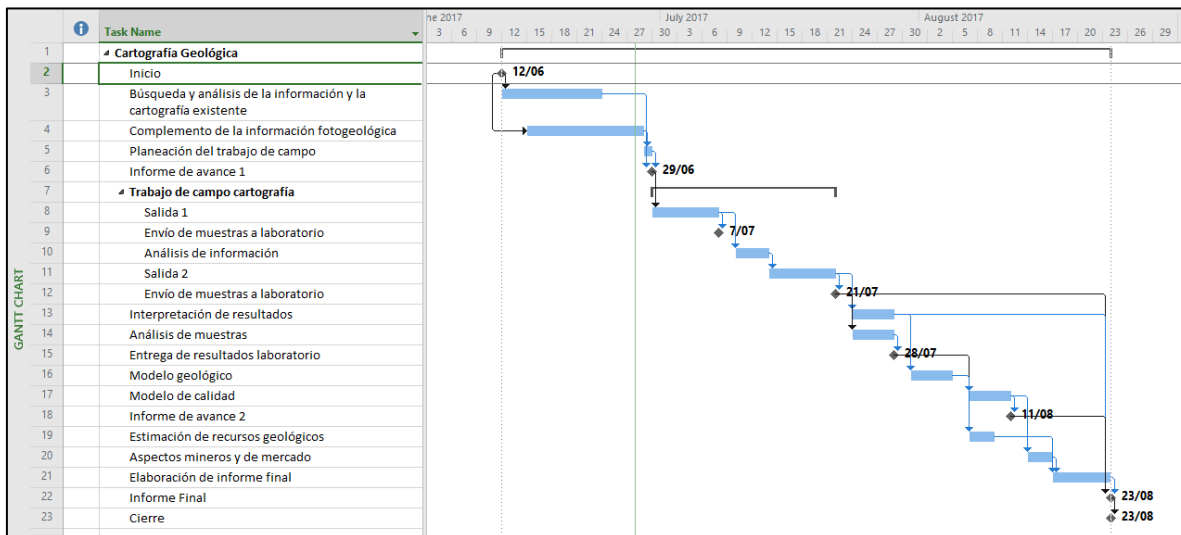 ne 2017 July 2017 August 2017
Task Name 3 6 9 12 15 18 21 24 27 30 3 6 9 12 15 18 21 24 27 30 2 5 8 11 14 17 20 23 26 29
GANTT CHART
1 Cartografía Geológica
2 Inicio 12/06
3 Búsqueda y análisis de la información y la
cartografía existente
4 Complemento de la información fotogeológica
5 Planeación del trabajo de campo
6 Informe de avance 1 29/06
7 Trabajo de campo cartografía
8 Salida 1
9 Envío de muestras a laboratorio 7/07
10 Análisis de información
11 Salida 2
12 Envío de muestras a laboratorio 21/07
13 Interpretación de resultados
14 Análisis de muestras
15 Entrega de resultados laboratorio 28/07
16 Modelo geológico
17 Modelo de calidad
18 Informe de avance 2 11/08
19 Estimación de recursos geológicos
20 Aspectos mineros y de mercado
21 Elaboración de informe final
22 Informe Final 23/08
23 Cierre 23/08